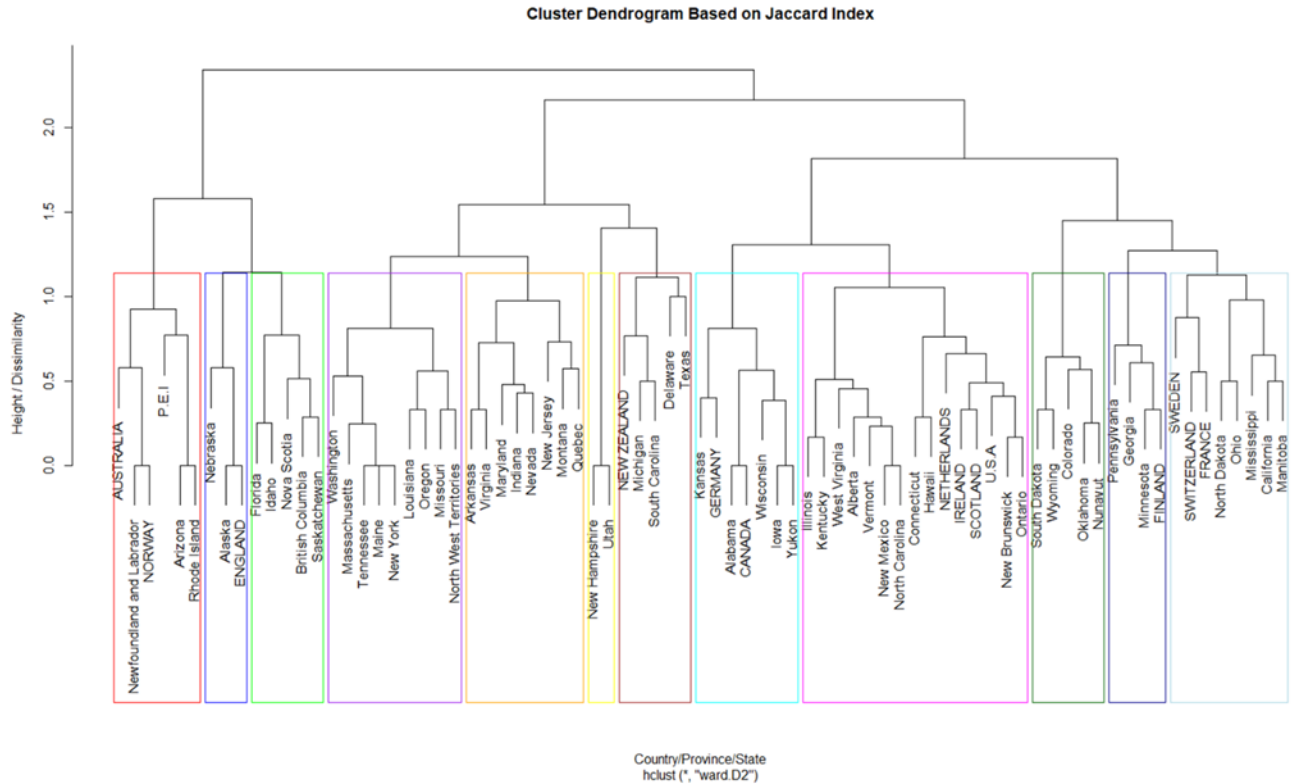 Cluster Dendrogram Based on Jaccard Index
Height / Dissimilarity
2.0
1.5
1.0
0.5
0.0
AUSTRALIA
Newfoundland and Labrador
NORWAY
P.E.I
Arizona
Rhode Island
Nebraska
Alaska
ENGLAND
Florida
Idaho
Nova Scotia
British Columbia
Saskatchewan
Washington
Massachusetts
Tennessee
Maine
New York
Louisiana
Oregon
Missouri
North West Territories
Arkansas
Virginia
Maryland
Indiana
Nevada
New Jersey
Montana
Quebec
New Hampshire
Utah
NEW ZEALAND
Michigan
South Carolina
Delaware
Texas
Kansas
GERMANY
Alabama
CANADA
Wisconsin
Iowa
Yukon
Illinois
Kentucky
West Virginia
Alberta
Vermont
New Mexico
North Carolina
Connecticut
Hawaii
NETHERLANDS
IRELAND
SCOTLAND
U.S.A
New Brunswick
Ontario
South Dakota
Wyoming
Colorado
Oklahoma
Nunavut
Pennsylvania
Georgia
Minnesota
FINLAND
SWEDEN
SWITZERLAND
FRANCE
North Dakota
Ohio
Mississippi
California
Manitoba
Country/Province/State
hclust (*, "ward.D2")